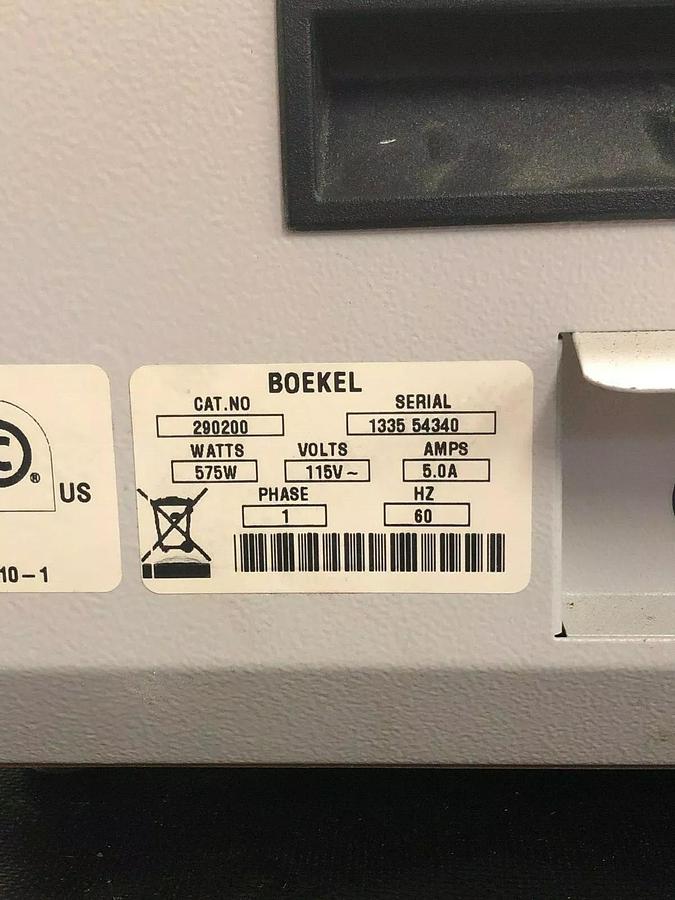 BOEKEL
CAT.NO SERIAL
290200 1335 54340
WATTS VOLTS AMPS
575W 115V~ 5.0A
PHASE HZ
1 60
C® US
10-1